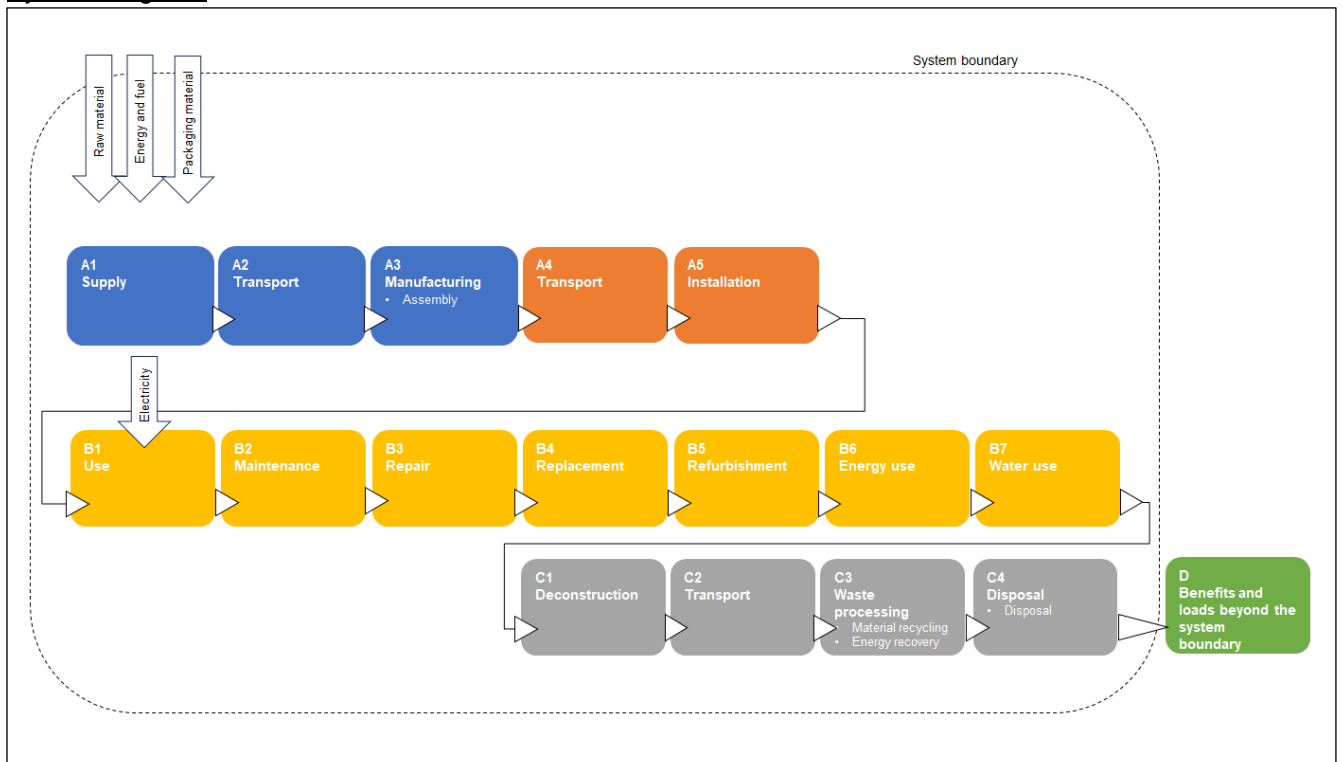 System boundary
Raw material
Energy and fuel
Packaging material
A1
Supply
A2
Transport
A3
Manufacturing
• Assembly
A4
Transport
A5
Installation
Electricity
B1
Use
B2
Maintenance
B3
Repair
B4
Replacement
B5
Refurbishment
B6
Energy use
B7
Water use
C1
Deconstruction
C2
Transport
C3
Waste
processing
Material recycling
• Energy recovery
C4
Disposal
• Disposal
D
Benefits and
loads beyond the
system
boundary